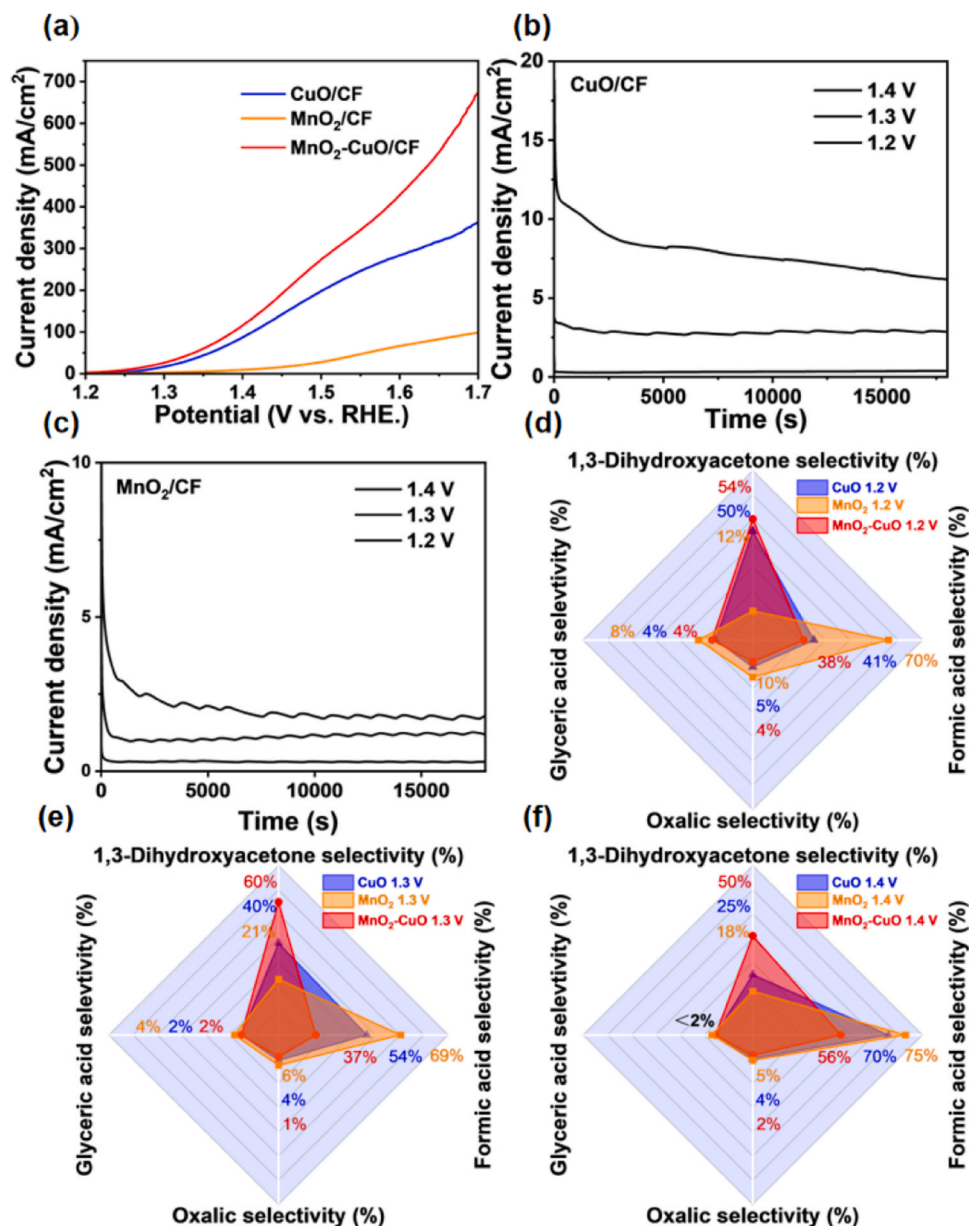 (a)
Current density (mA/cm²)
700
600
500
400
300
200
100
0
CuO/CF
MnO₂/CF
MnO₂-CuO/CF
1.2 1.3 1.4 1.5 1.6 1.7
Potential (V vs. RHE.)
(b)
Current density (mA/cm²)
20
15
10
5
0
CuO/CF
1.4 V
1.3 V
1.2 V
0 5000 10000 15000
Time (s)
(c)
Current density (mA/cm²)
10
5
0
MnO₂/CF
1.4 V
1.3 V
1.2 V
0 5000 10000 15000
Time (s)
(d)
1,3-Dihydroxyacetone selectivity (%)
54%
50%
12%
CuO 1.2 V
MnO₂ 1.2 V
MnO₂-CuO 1.2 V
Glyceric acid selevtivity (%)
8% 4% 4%
38% 41% 70%
Formic acid selectivity (%)
10%
5%
4%
Oxalic selectivity (%)
(e)
1,3-Dihydroxyacetone selectivity (%)
60%
40%
21%
CuO 1.3 V
MnO₂ 1.3 V
MnO₂-CuO 1.3 V
Glyceric acid selevtivity (%)
4% 2% 2%
37% 54% 69%
Formic acid selectivity (%)
6%
4%
1%
Oxalic selectivity (%)
(f)
1,3-Dihydroxyacetone selectivity (%)
50%
25%
18%
CuO 1.4 V
MnO₂ 1.4 V
MnO₂-CuO 1.4 V
Glyceric acid selevtivity (%)
<2%
56% 70% 75%
Formic acid selectivity (%)
5%
4%
2%
Oxalic selectivity (%)